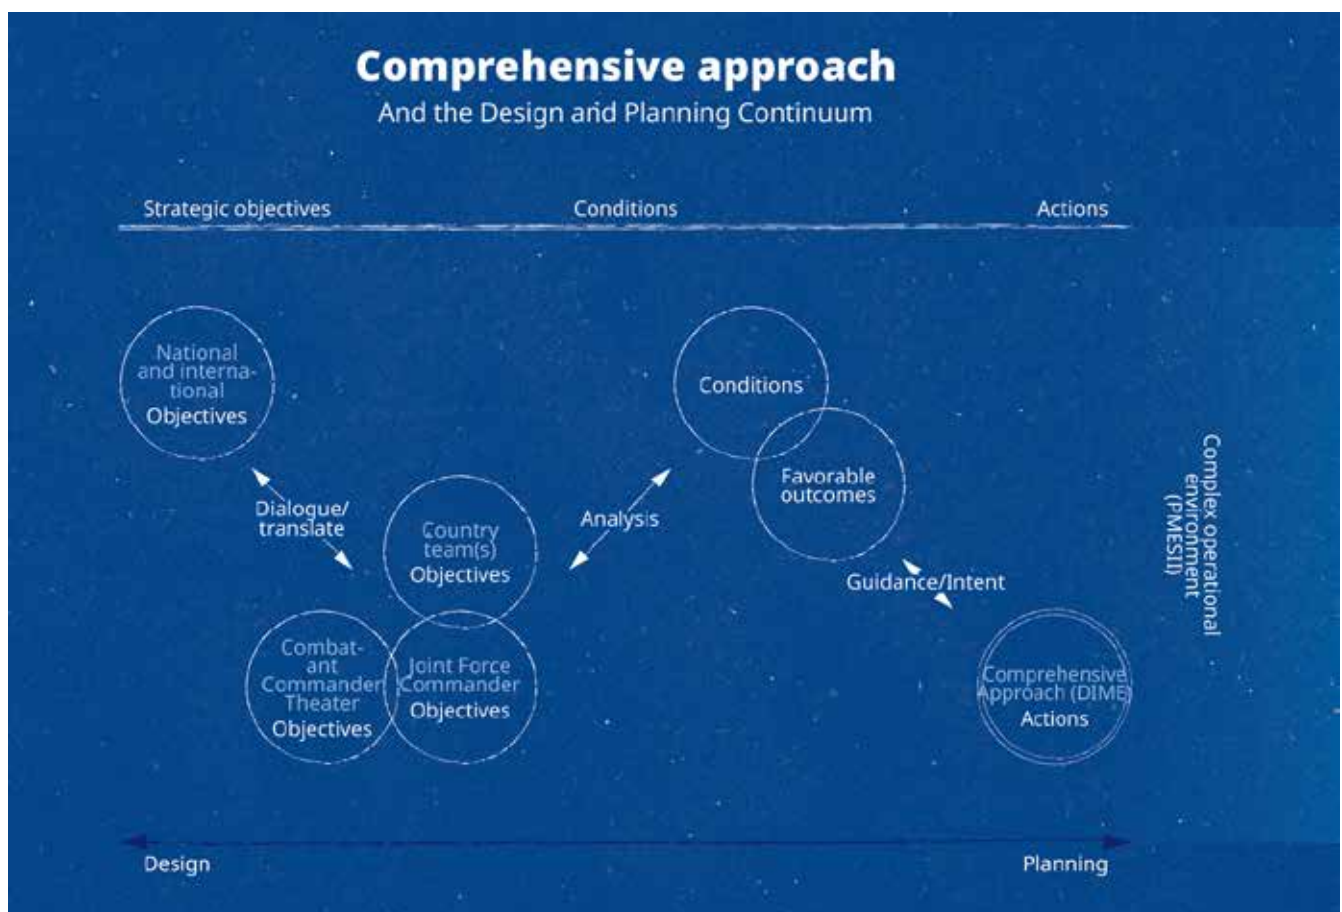 Comprehensive approach
And the Design and Planning Continuum
Strategic objectives
Conditions
Actions
National
and interna-
tional
Objectives
Dialogue/
translate
Country
team(s)
Objectives
Combat-
ant
Commander
Theater
Objectives
Joint Force
Commander
Objectives
Analysis
Conditions
Favorable
outcomes
Guidance/Intent
Comprehensive
Approach (DIME)
Actions
Complex operational
environment
(PMESII)
Design
Planning